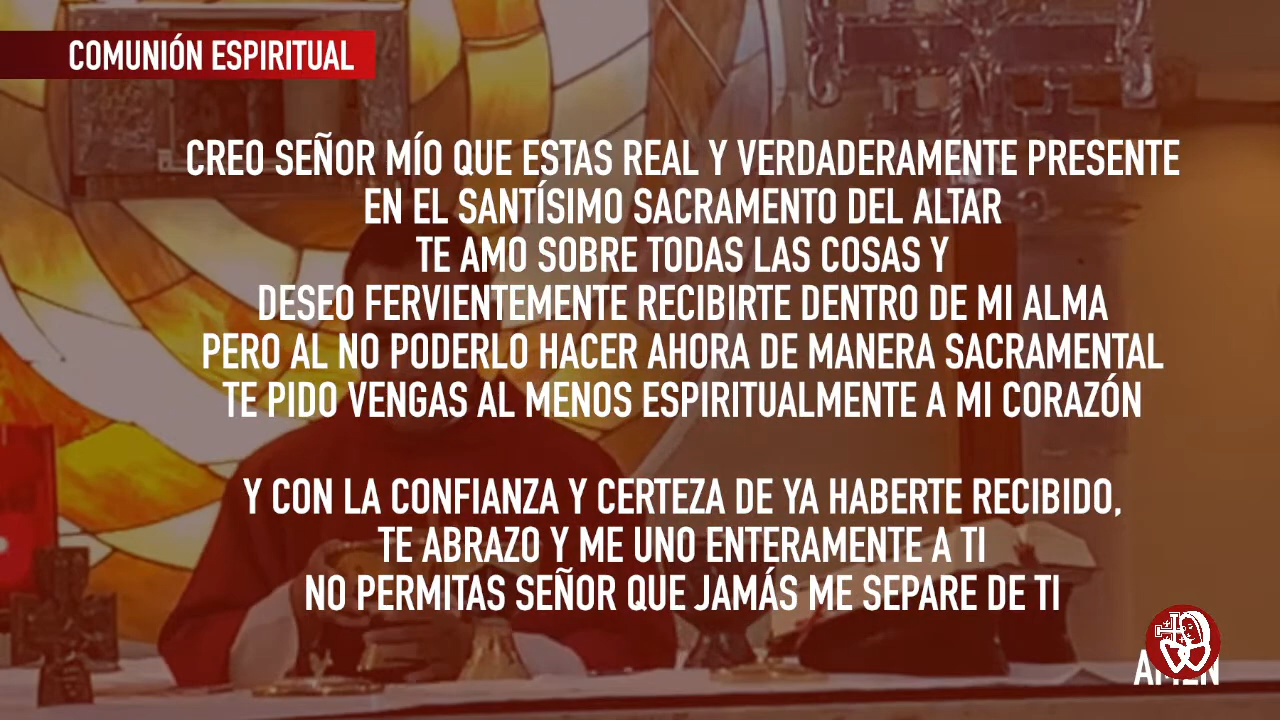 COMUNIÓN ESPIRITUAL
CREO SEÑOR MÍO QUE ESTAS REAL Y VERDADERAMENTE PRESENTE
EN EL SANTÍSIMO SACRAMENTO DEL ALTAR
TE AMO SOBRE TODAS LAS COSAS Y
DESEO FERVIENTEMENTE RECIBIRTE DENTRO DE MI ALMA
PERO AL NO PODERLO HACER AHORA DE MANERA SACRAMENTAL
TE PIDO VENGAS AL MENOS ESPIRITUALMENTE A MI CORAZÓN
Y CON LA CONFIANZA Y CERTEZA DE YA HABERTE RECIBIDO,
TE ABRAZO Y ME UNO ENTERAMENTE A TI
NO PERMITAS SEÑOR QUE JAMÁS ME SEPARE DE TI